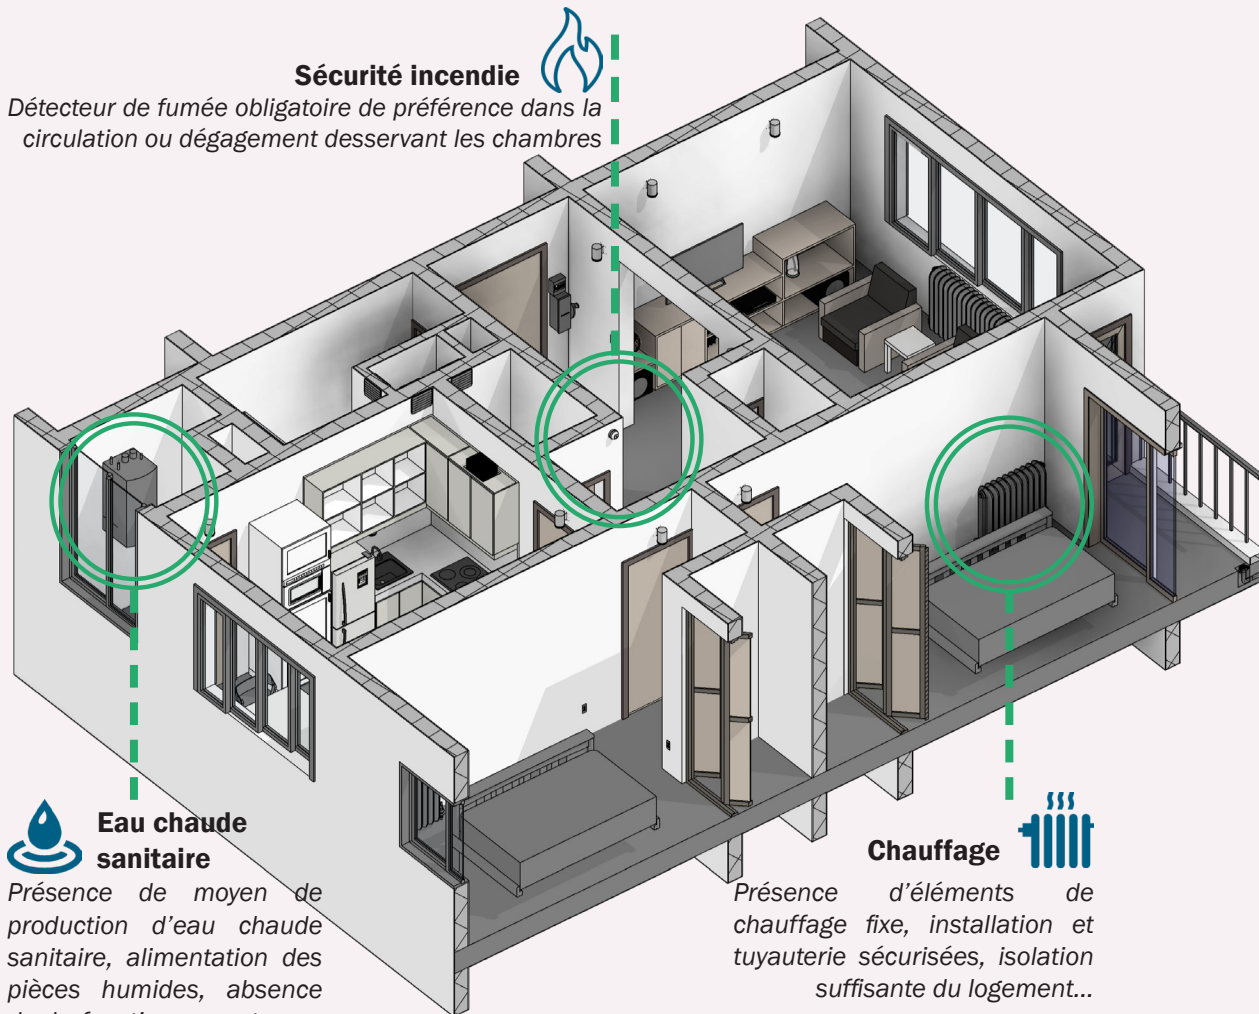 Sécurité incendie
Détecteur de fumée obligatoire de préférence dans la
circulation ou dégagement desservant les chambres
Eau chaude
sanitaire
Présence de moyen de
production d'eau chaude
sanitaire, alimentation des
pièces humides, absence
Chauffage
Présence d'éléments de
chauffage fixe, installation et
tuyauterie sécurisées, isolation
suffisante du logement...